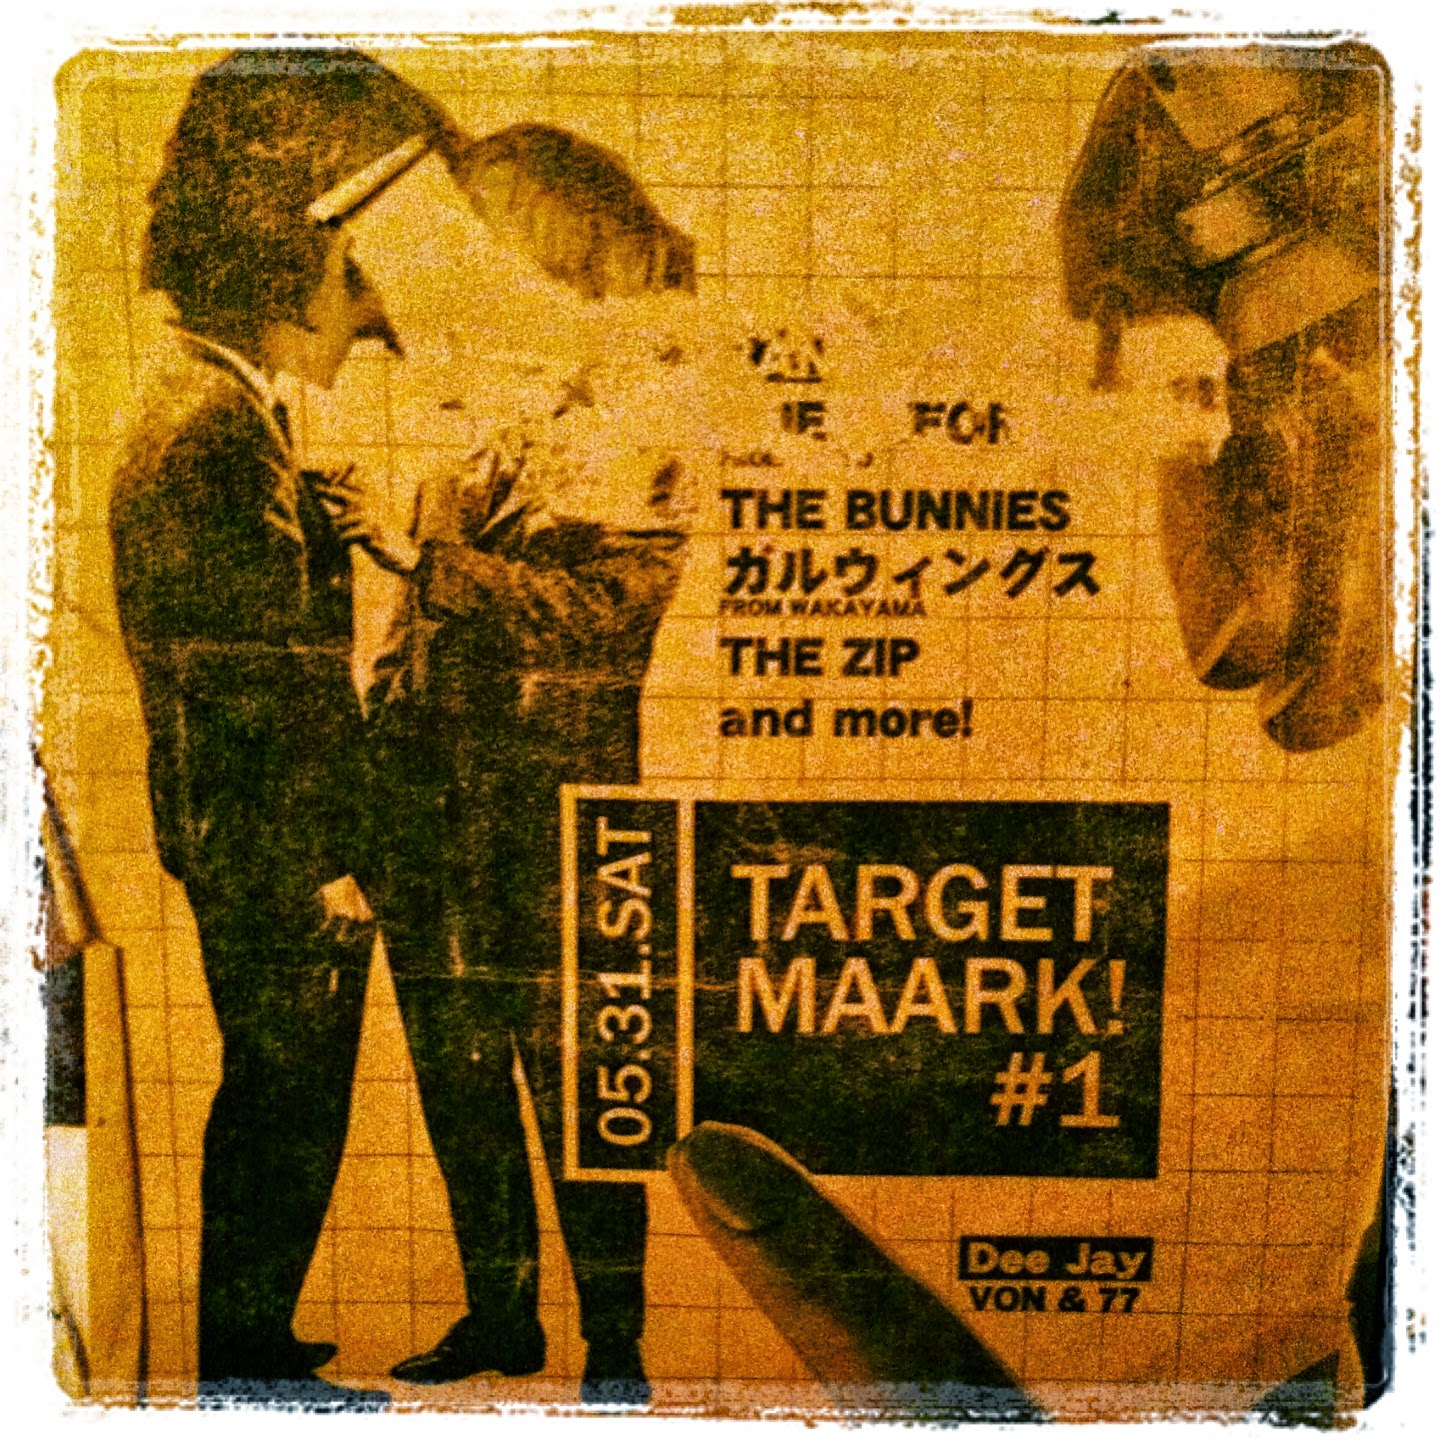 THE BUNNiES
ガルウィングス
FROM WAKAYAMA
THE ZIP
and more!
05.31.SAT
TARGET
MAARK!
#1
Dee Jay
VON & 77